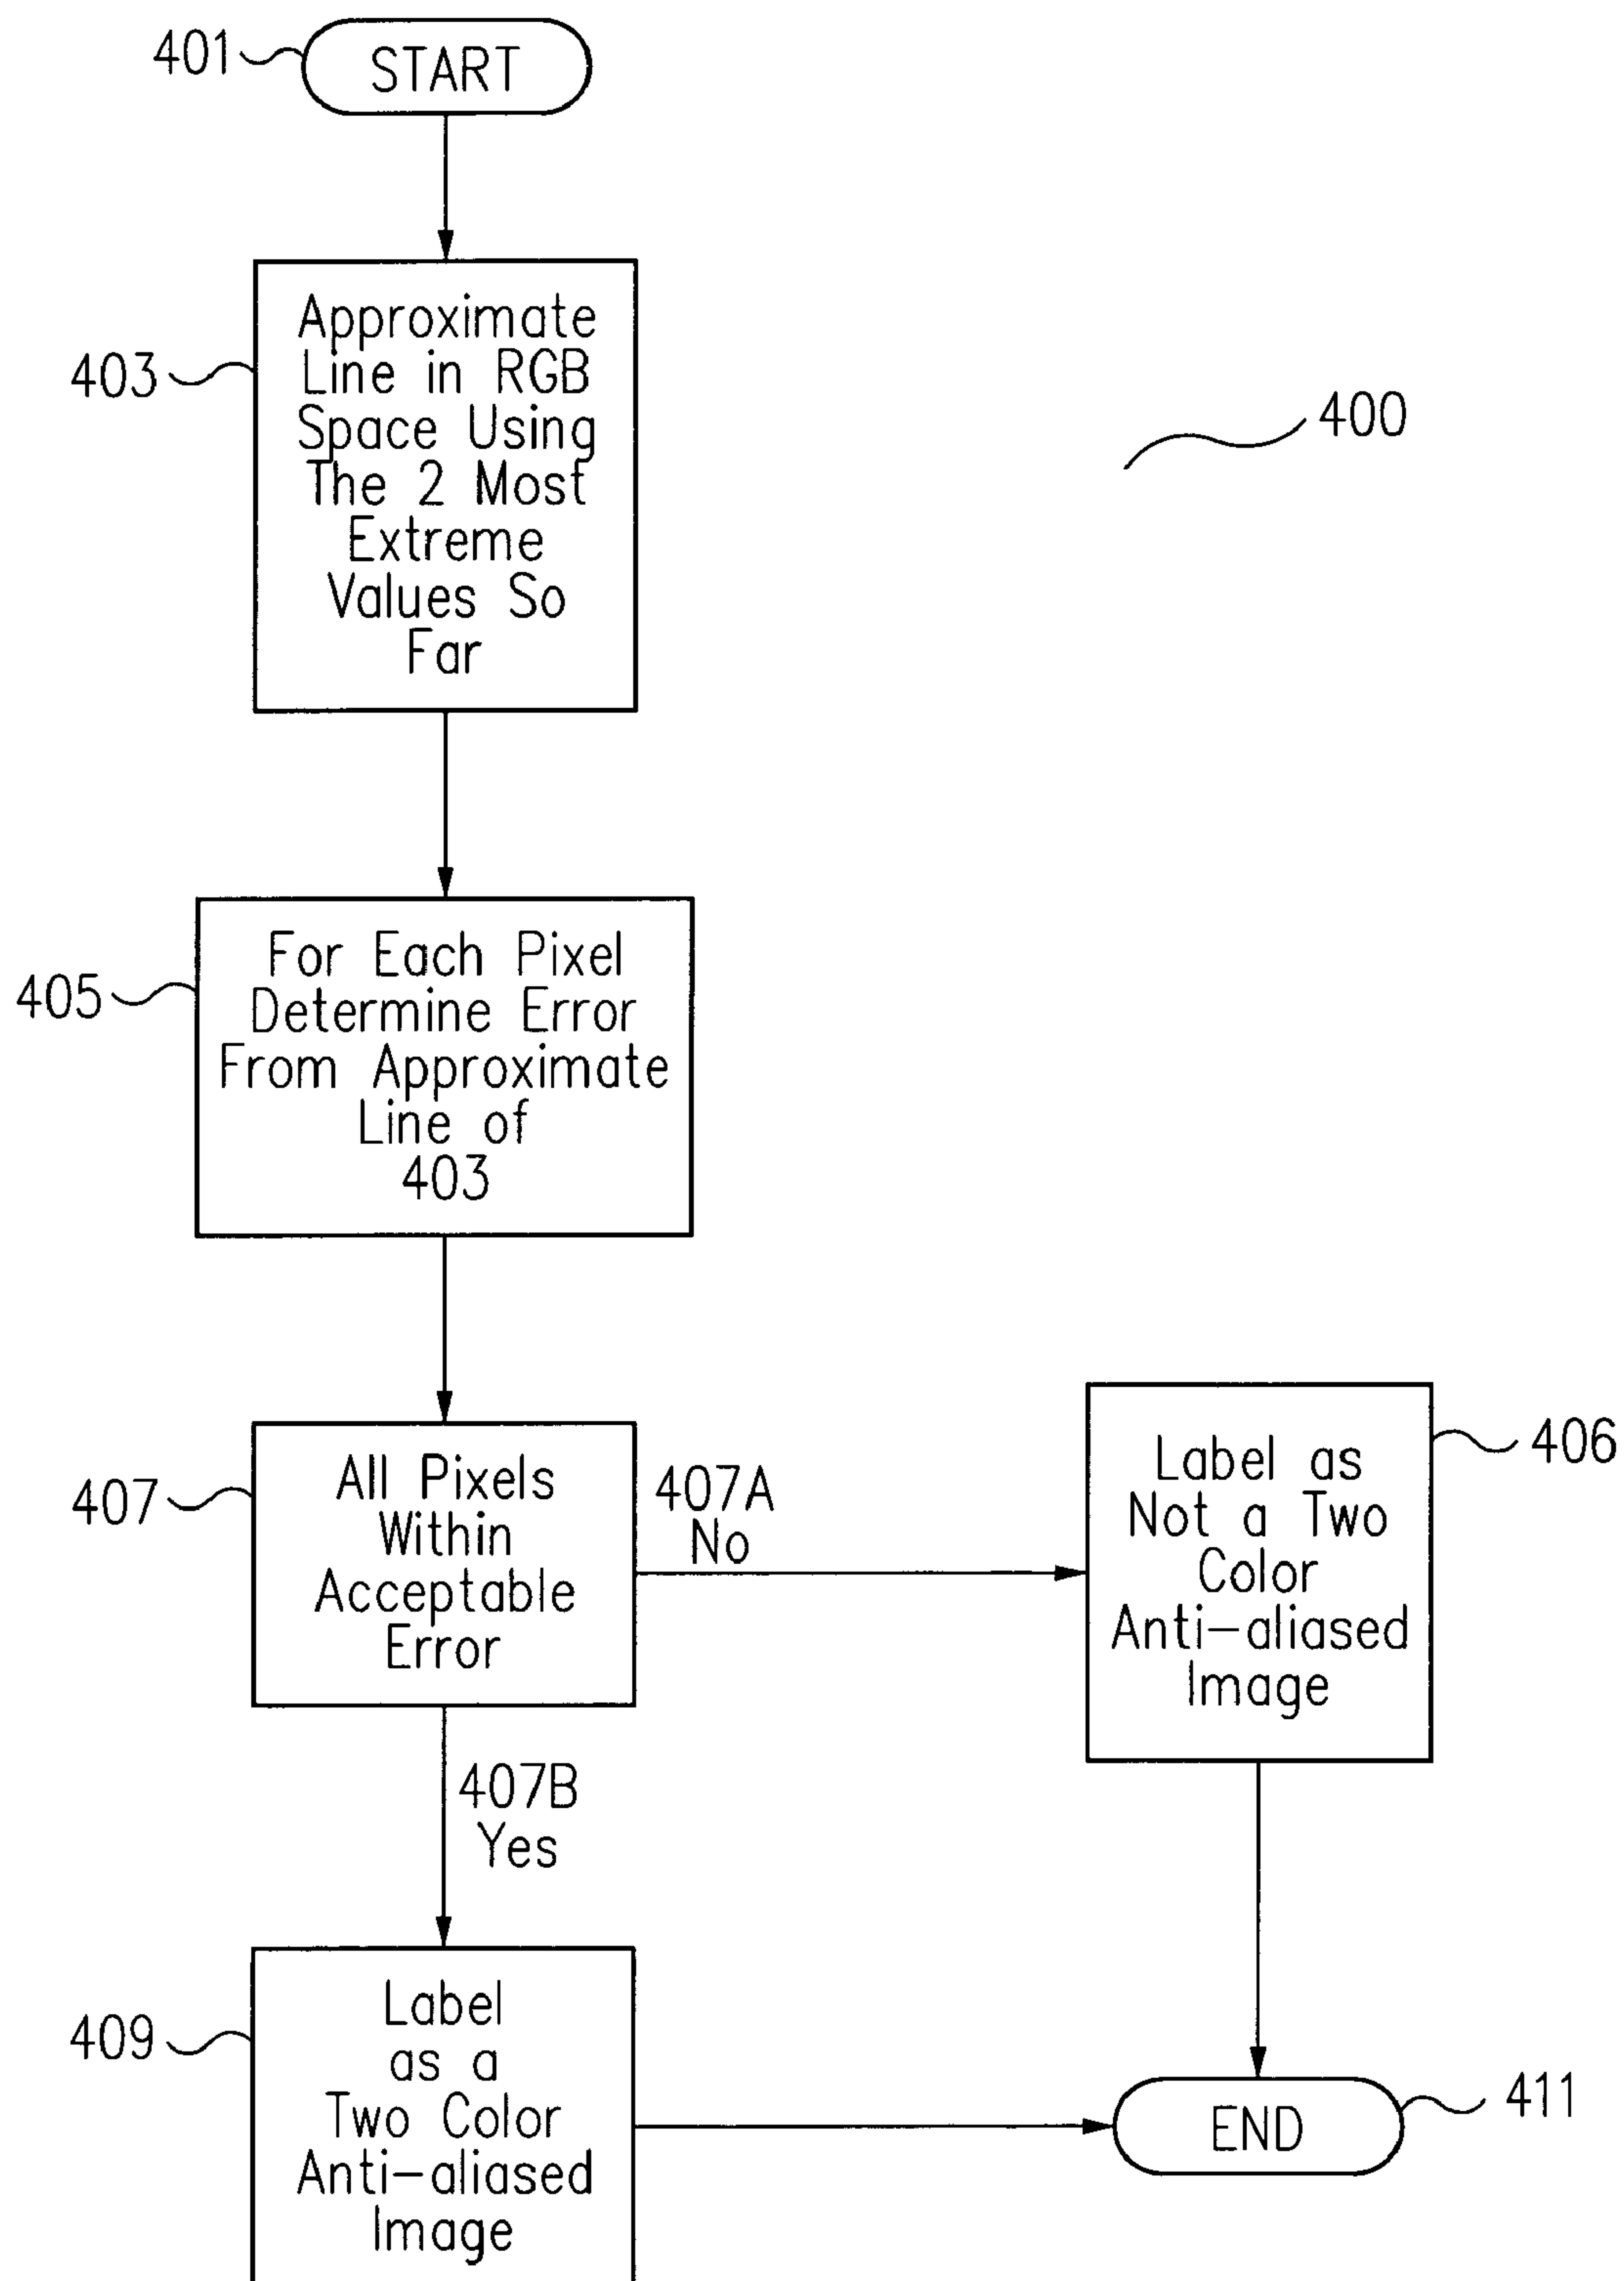 401
START
403
Approximate
Line in RGB
Space Using
The 2 Most
Extreme
Values So
Far
400
405
For Each Pixel
Determine Error
From Approximate
Line of
403
407
All Pixels
Within
Acceptable
Error
407A
No
406
Label as
Not a Two
Color
Anti-aliased
Image
407B
Yes
409
Label
as a
Two Color
Anti-aliased
Image
END
411